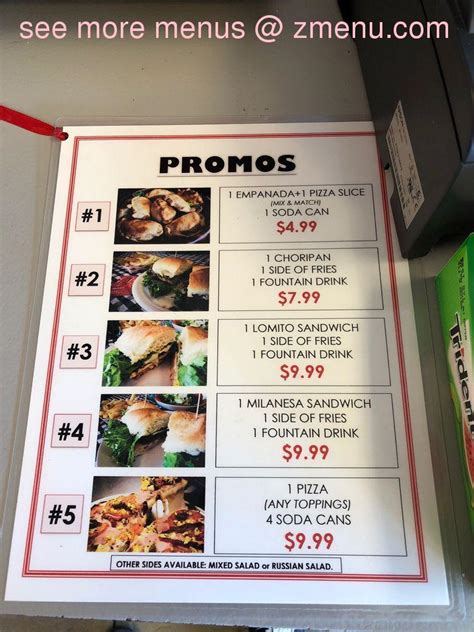 see more menus @ zmenu.com
PROMOS
#1
1 EMPANADA+1 PIZZA SLICE
(MIX & MATCH)
1 SODA CAN
$4.99
#2
1 CHORIPAN
1 SIDE OF FRIES
1 FOUNTAIN DRINK
$7.99
#3
1 LOMITO SANDWICH
1 SIDE OF FRIES
1 FOUNTAIN DRINK
$9.99
#4
1 MILANESA SANDWICH
1 SIDE OF FRIES
1 FOUNTAIN DRINK
$9.99
#5
1 PIZZA
(ANY TOPPINGS)
4 SODA CANS
$9.99
OTHER SIDES AVAILABLE: MIXED SALAD or RUSSIAN SALAD.
Trident